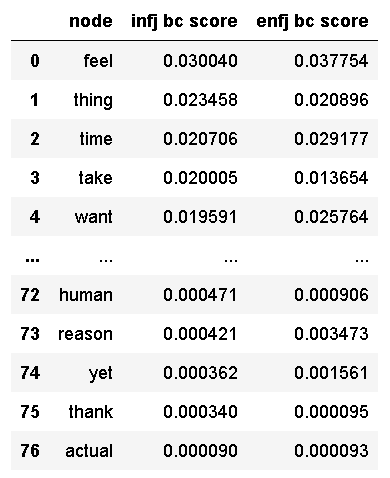 node infj bc score enfj bc score
0 feel 0.030040 0.037754
1 thing 0.023458 0.020896
2 time 0.020706 0.029177
3 take 0.020005 0.013654
4 want 0.019591 0.025764
... ... ... ...
72 human 0.000471 0.000906
73 reason 0.000421 0.003473
74 yet 0.000362 0.001561
75 thank 0.000340 0.000095
76 actual 0.000090 0.000093